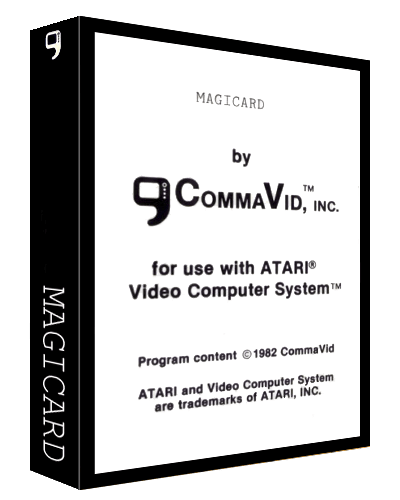 MAGICARD
MAGICARD
by
COMMAVID,™ INC.
for use with ATARI®
Video Computer System™
Program content ©1982 CommaVid
ATARI and Video Computer System
are trademarks of ATARI, INC.